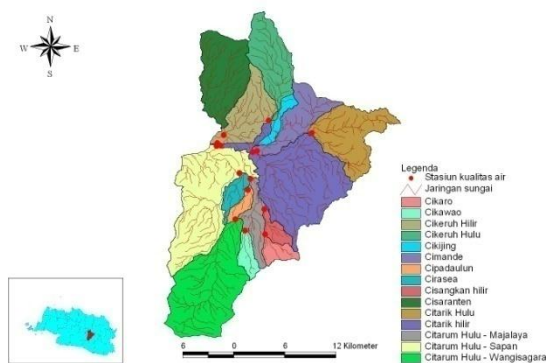 N
W E
S
Legenda
Stasiun kualitas air
Jaringan sungai
Cikaro
Cikawao
Cikeruh Hilir
Cikeruh Hulu
Cikijing
Cimande
Cipadaulun
Cirasea
Cisangkan hilir
Cisaranten
Citarik Hulu
Citarik hilir
Citarum Hulu - Majalaya
Citarum Hulu - Sapan
Citarum Hulu - Wangisagara
6 0 6 12 Kilometer